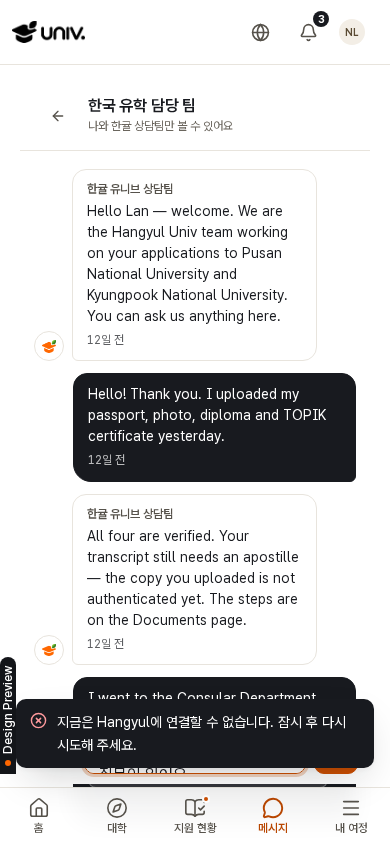 UNIV.
3
NL
한국 유학 담당 팀
나와 한귤 상담팀만 볼 수 있어요
한귤 유니브 상담팀
Hello Lan — welcome. We are
the Hangyul Univ team working
on your applications to Pusan
National University and
Kyungpook National University.
You can ask us anything here.
12일 전
Hello! Thank you. I uploaded my
passport, photo, diploma and TOPIK
certificate yesterday.
12일 전
한귤 유니브 상담팀
All four are verified. Your
transcript still needs an apostille
— the copy you uploaded is not
authenticated yet. The steps are
on the Documents page.
12일 전
I went to the Consular Department
지금은 Hangyul에 연결할 수 없습니다. 잠시 후 다시
시도해 주세요.
Design Preview
홈
대학
지원 현황
메시지
내 여정